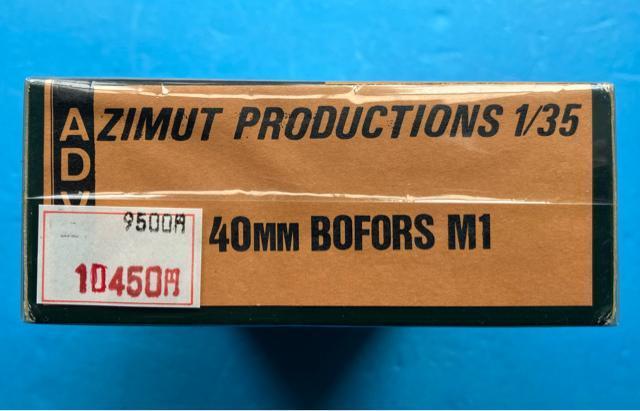 AZIMUT PRODUCTIONS 1/35
ADV
9500円
40MM BOFORS M1
10450円